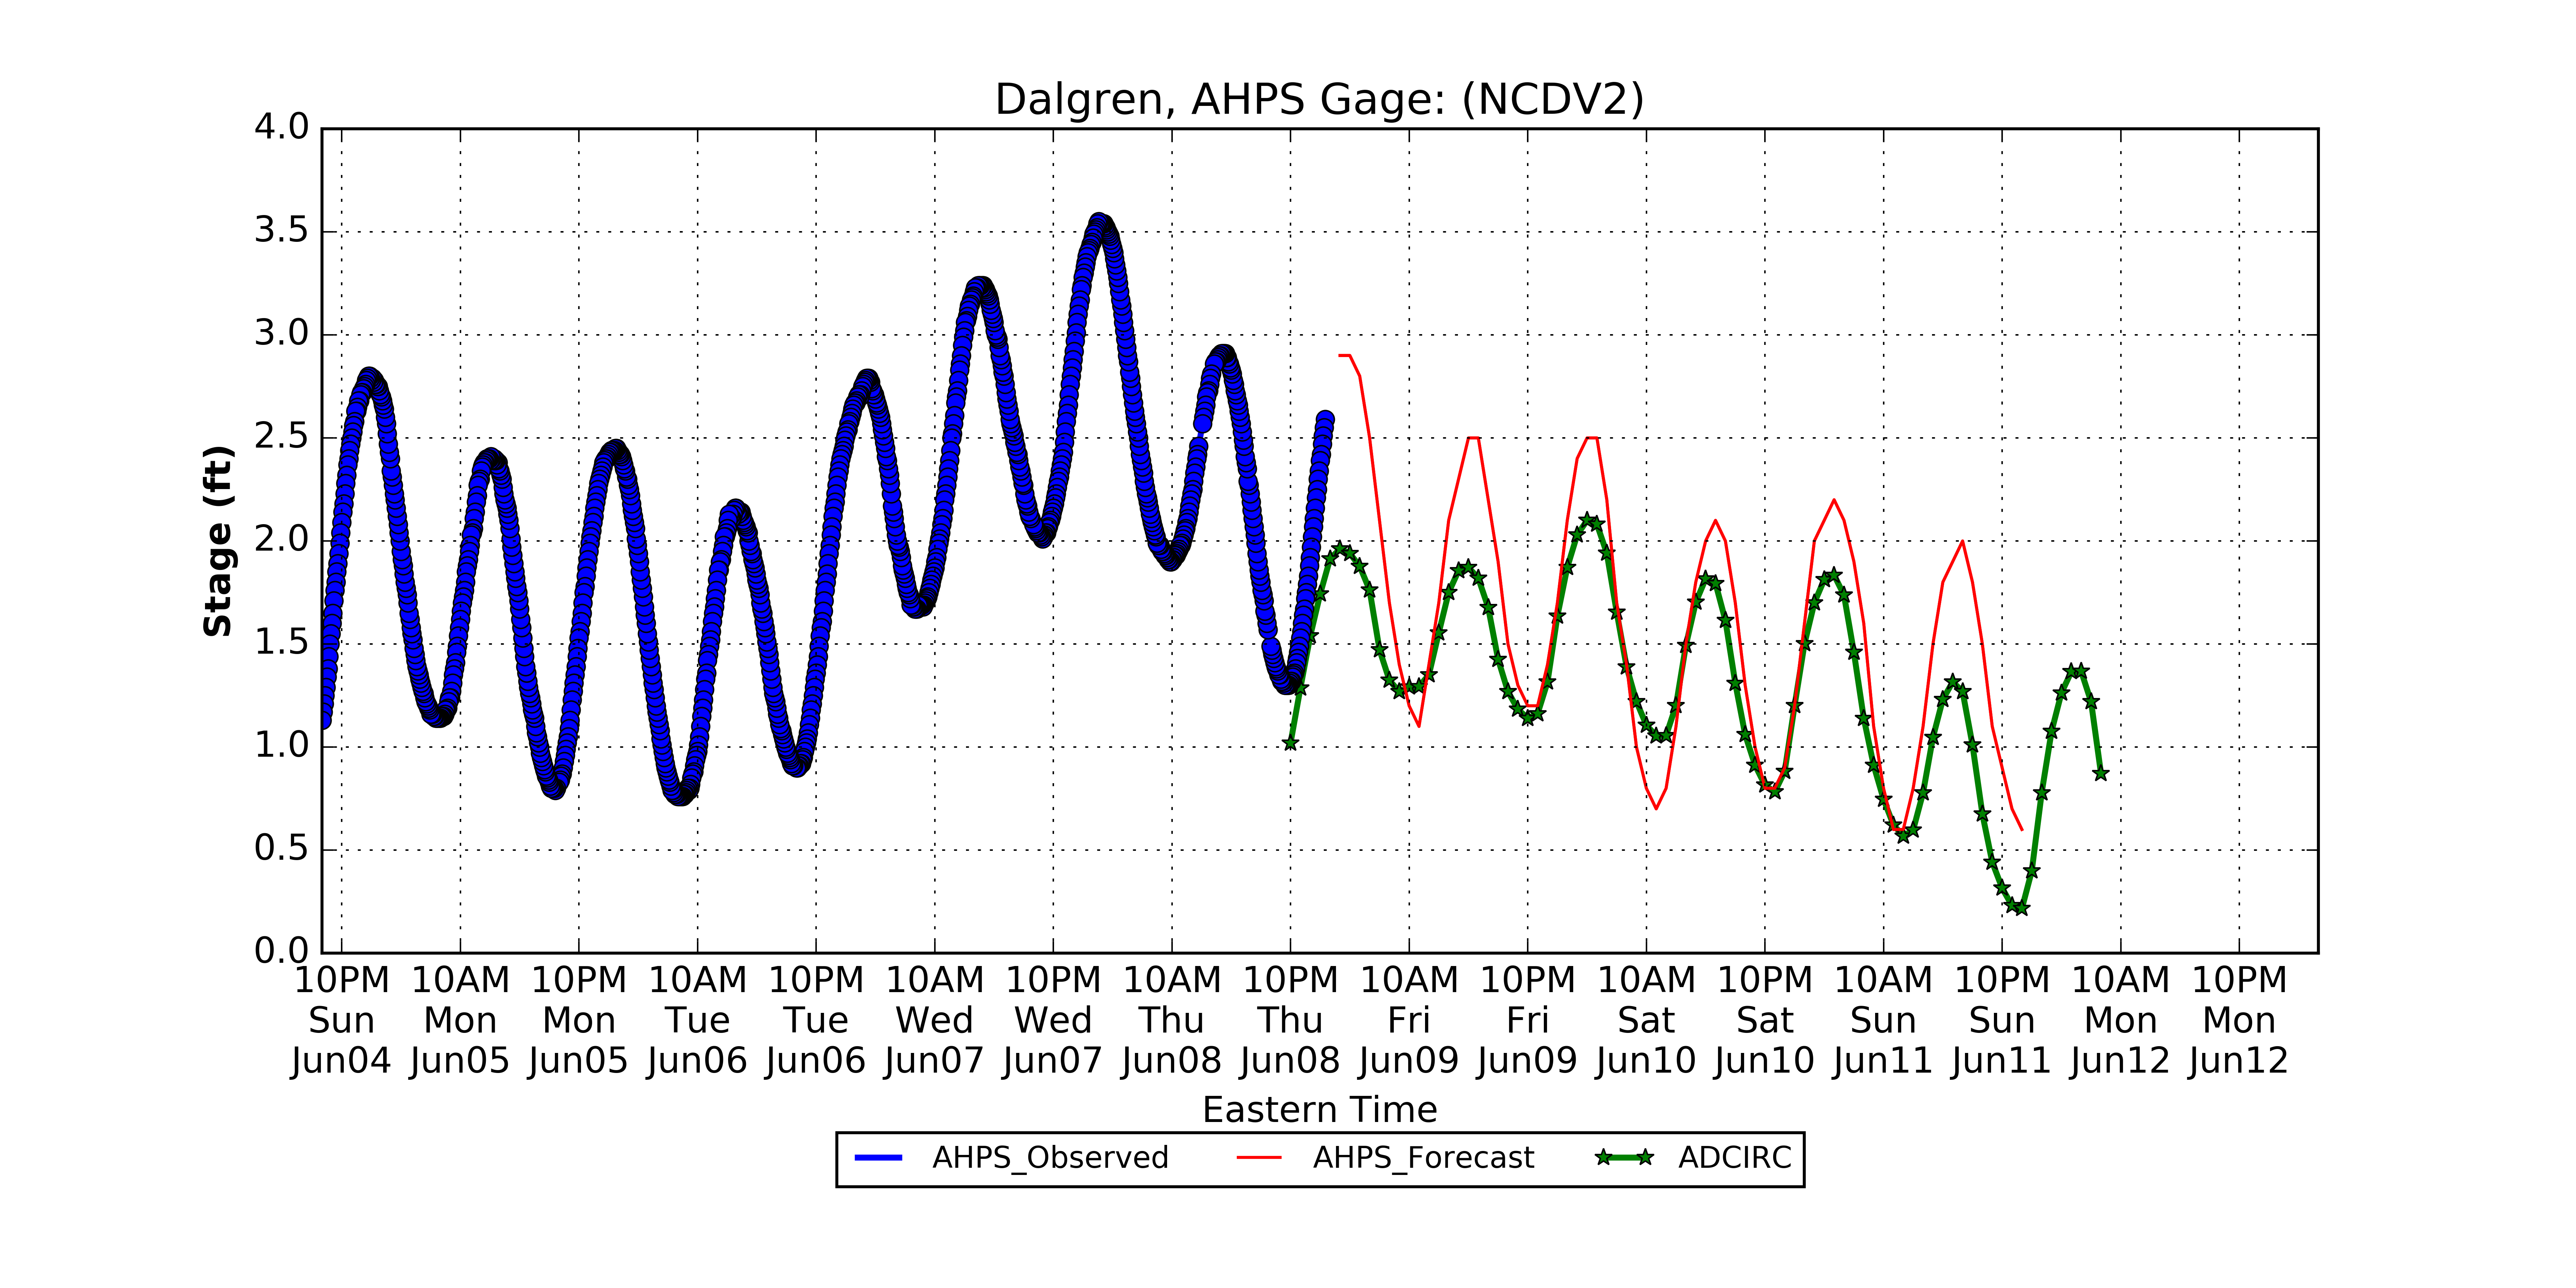 Dalgren, AHPS Gage: (NCDV2)
4.0
3.5
3.0
2.5
2.0
1.5
1.0
0.5
0.0
Stage (ft)
10PM 10AM 10PM 10AM 10PM 10AM 10PM 10AM 10PM 10AM 10PM 10AM 10PM 10AM 10PM 10AM 10PM
Sun Mon Mon Tue Tue Wed Wed Thu Thu Fri Fri Sat Sat Sun Sun Mon Mon
Jun04 Jun05 Jun05 Jun06 Jun06 Jun07 Jun07 Jun08 Jun08 Jun09 Jun09 Jun10 Jun10 Jun11 Jun11 Jun12 Jun12
Eastern Time
AHPS_Observed AHPS_Forecast ADCIRC